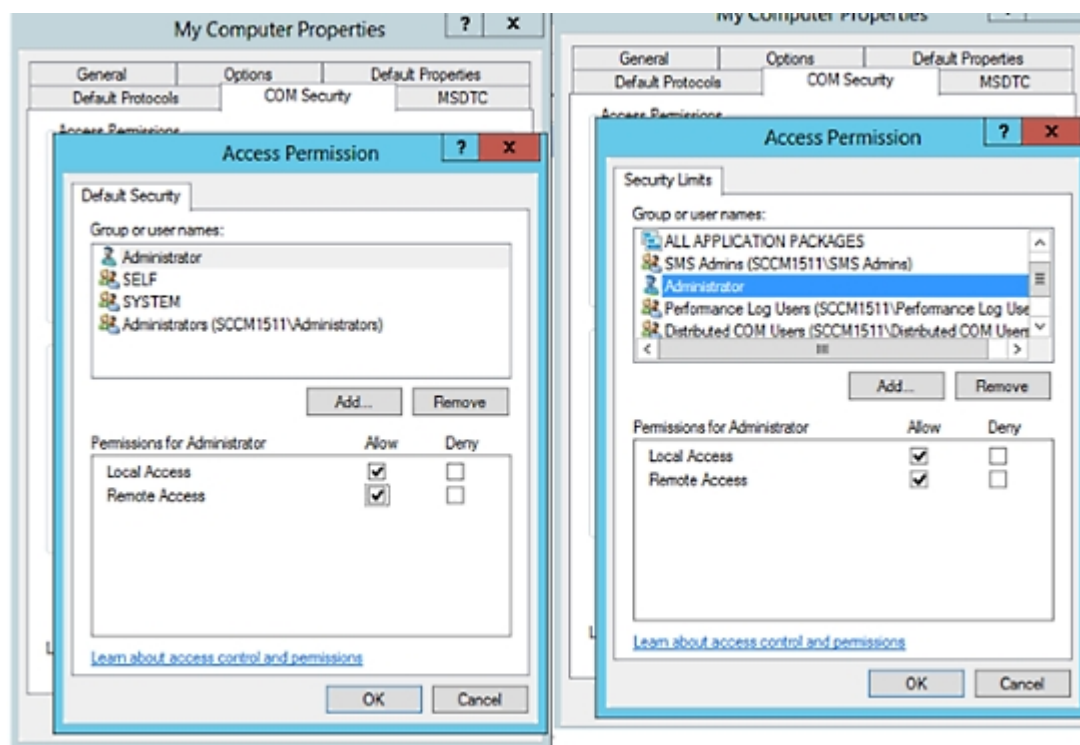 My Computer Properties
? x
General Options Default Properties
Default Protocols COM Security MSDTC
Access Permissions
Access Permission
? x
Default Security
Group or user names:
Administrator
SELF
SYSTEM
Administrators (SCCM1511\Administrators)
Add... Remove
Permissions for Administrator Allow Deny
Local Access
Remote Access
Learn about access control and permissions
OK Cancel
My Computer Properties
General Options Default Properties
Default Protocols COM Security MSDTC
Access Permissions
Access Permission
? x
Security Limits
Group or user names:
ALL APPLICATION PACKAGES
SMS Admins (SCCM1511\SMS Admins)
Administrator
Performance Log Users (SCCM1511\Performance Log Use
Distributed COM Users (SCCM1511\Distributed COM Users
Add... Remove
Permissions for Administrator Allow Deny
Local Access
Remote Access
Learn about access control and permissions
OK Cancel